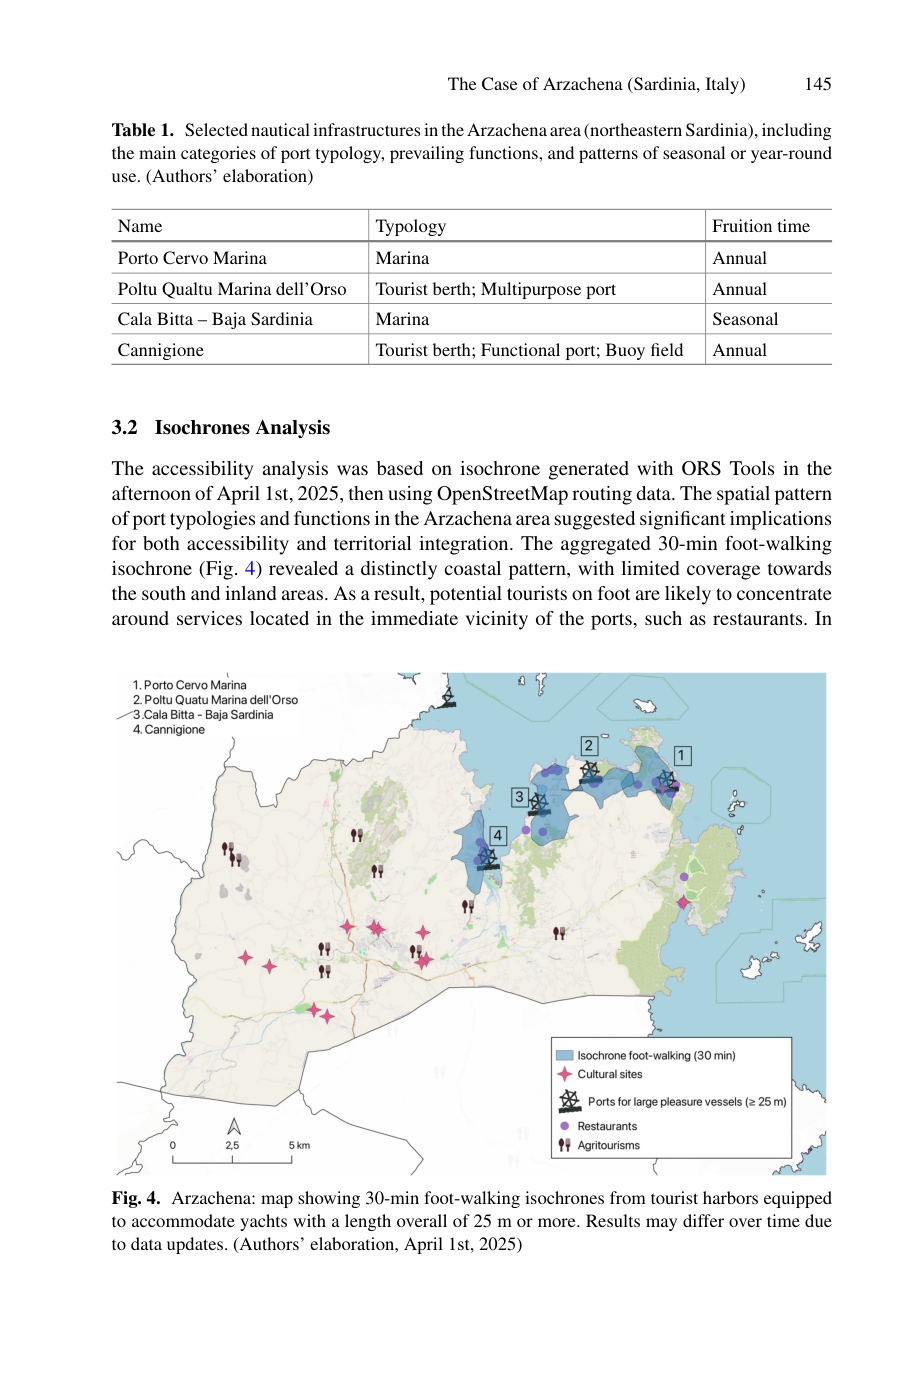 The Case of Arzachena (Sardinia, Italy) 145
Table 1. Selected nautical infrastructures in the Arzachena area (northeastern Sardinia), including
the main categories of port typology, prevailing functions, and patterns of seasonal or year-round
use. (Authors' elaboration)
Name Typology Fruition time
Porto Cervo Marina Marina Annual
Poltu Qualtu Marina dell'Orso Tourist berth; Multipurpose port Annual
Cala Bitta – Baja Sardinia Marina Seasonal
Cannigione Tourist berth; Functional port; Buoy field Annual
3.2 Isochrones Analysis
The accessibility analysis was based on isochrone generated with ORS Tools in the
afternoon of April 1st, 2025, then using OpenStreetMap routing data. The spatial pattern
of port typologies and functions in the Arzachena area suggested significant implications
for both accessibility and territorial integration. The aggregated 30-min foot-walking
isochrone (Fig. 4) revealed a distinctly coastal pattern, with limited coverage towards
the south and inland areas. As a result, potential tourists on foot are likely to concentrate
around services located in the immediate vicinity of the ports, such as restaurants. In
1. Porto Cervo Marina
2. Poltu Quatu Marina dell'Orso
3.Cala Bitta - Baja Sardinia
4. Cannigione
2
1
3
4
Isochrone foot-walking (30 min)
Cultural sites
Ports for large pleasure vessels (≥ 25 m)
Restaurants
Agritourisms
0 2,5 5 km
Fig. 4. Arzachena: map showing 30-min foot-walking isochrones from tourist harbors equipped
to accommodate yachts with a length overall of 25 m or more. Results may differ over time due
to data updates. (Authors' elaboration, April 1st, 2025)